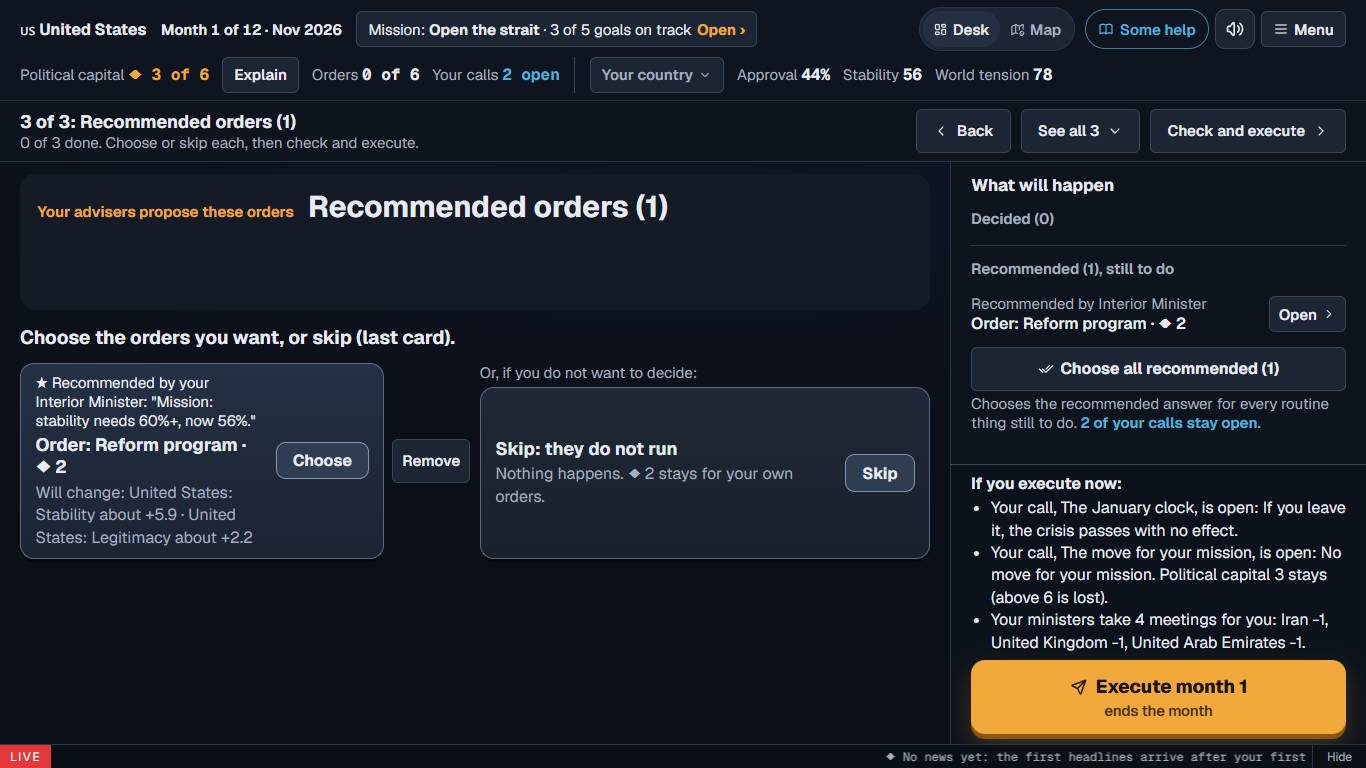 US United States Month 1 of 12 · Nov 2026 Mission: Open the strait · 3 of 5 goals on track Open › Desk Map Some help Menu
Political capital ◆ 3 of 6 Explain Orders 0 of 6 Your calls 2 open Your country Approval 44% Stability 56 World tension 78
3 of 3: Recommended orders (1)
0 of 3 done. Choose or skip each, then check and execute.
Back See all 3 Check and execute
Your advisers propose these orders Recommended orders (1)
Choose the orders you want, or skip (last card).
★ Recommended by your
Interior Minister: "Mission:
stability needs 60%+, now 56%."
Order: Reform program ·
◆ 2
Will change: United States:
Stability about +5.9 · United
States: Legitimacy about +2.2
Choose
Remove
Or, if you do not want to decide:
Skip: they do not run
Nothing happens. ◆ 2 stays for your own
orders.
Skip
What will happen
Decided (0)
Recommended (1), still to do
Recommended by Interior Minister
Order: Reform program · ◆ 2
Open
Choose all recommended (1)
Chooses the recommended answer for every routine
thing still to do. 2 of your calls stay open.
If you execute now:
• Your call, The January clock, is open: If you leave
it, the crisis passes with no effect.
• Your call, The move for your mission, is open: No
move for your mission. Political capital 3 stays
(above 6 is lost).
• Your ministers take 4 meetings for you: Iran -1,
United Kingdom -1, United Arab Emirates -1.
Execute month 1
ends the month
LIVE ◆ No news yet: the first headlines arrive after your first Hide